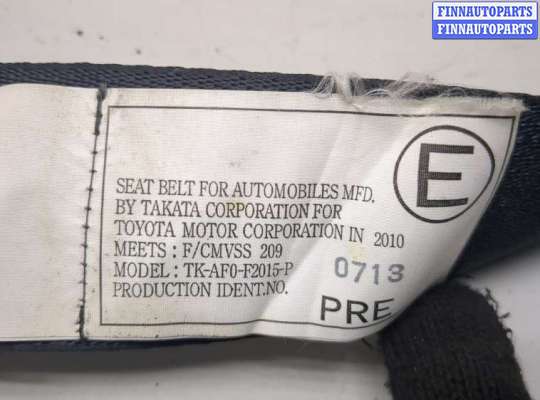 FINNAUTOPARTS
FINNAUTOPARTS
E
SEAT BELT FOR AUTOMOBILES MFD.
BY TAKATA CORPORATION FOR
TOYOTA MOTOR CORPORATION IN 2010
MEETS : F/CMVSS 209
MODEL : TK-AF0-F2015-P
PRODUCTION IDENT.NO.
0713
PRE